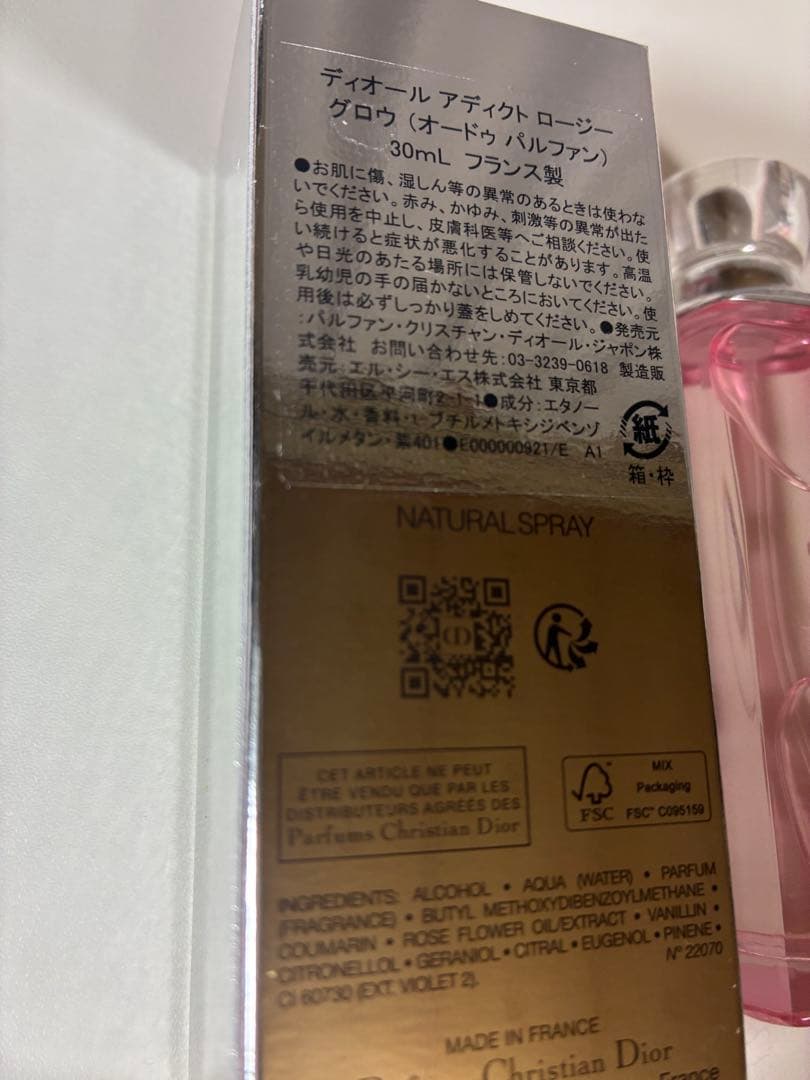 ディオール アディクト ロージー
グロウ (オードゥ パルファン)
30mL フランス製
●お肌に傷、湿しん等の異常のあるときは使わな
いでください。赤み、かゆみ、刺激等の異常が出た
ら使用を中止し、皮膚科医等へご相談ください。使
い続けると症状が悪化することがあります。高温
や日光のあたる場所には保管しないでください。
乳幼児の手の届かないところにおいてください。使
用後は必ずしっかり蓋をしめてください。●発売元
:パルファン・クリスチャン・ディオール・ジャポン株
式会社 お問い合わせ先:03-3239-0618 製造販
売元:エル・シー・エス株式会社 東京都
千代田区平河町2-1-1●成分:エタノー
ル・水・香料・t-ブチルメトキシジベンゾ
イルメタン・紫401●E000000921/E A1
紙
箱・枠
NATURAL SPRAY
CD
CET ARTICLE NE PEUT
ÊTRE VENDU QUE PAR LES
DISTRIBUTEURS AGRÉÉS DES
Parfums Christian Dior
FSC
MIX
Packaging
FSC™ C095159
INGREDIENTS: ALCOHOL • AQUA (WATER) • PARFUM
(FRAGRANCE) • BUTYL METHOXYDIBENZOYLMETHANE •
COUMARIN • ROSE FLOWER OIL/EXTRACT • VANILLIN •
CITRONELLOL • GERANIOL • CITRAL • EUGENOL • PINENE •
CI 60730 (EXT. VIOLET 2).
N° 22070
MADE IN FRANCE
Christian Dior
France